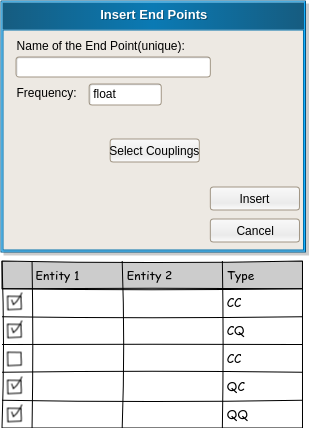 Insert End Points
Name of the End Point(unique):
Frequency: float
Select Couplings
Insert
Cancel
Entity 1 Entity 2 Type
CC
CQ
CC
QC
QQ